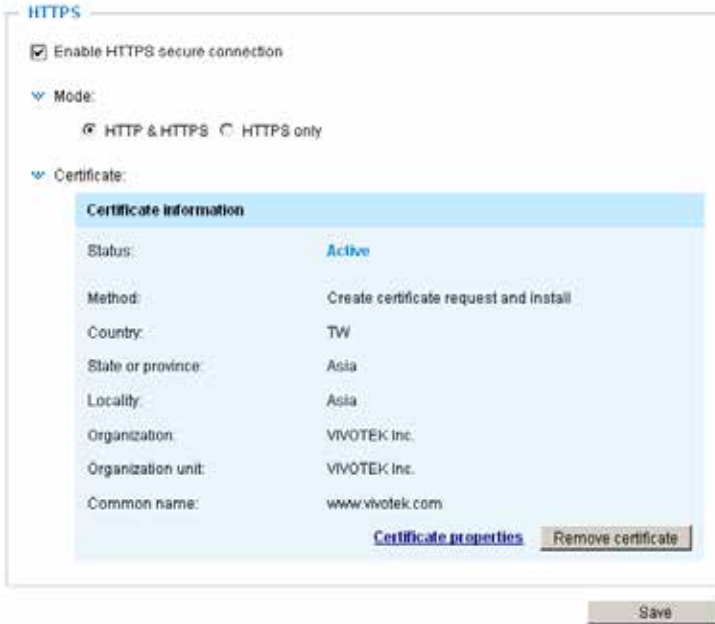 HTTPS
Enable HTTPS secure connection
Mode:
HTTP & HTTPS HTTPS only
Certificate:
Certificate information
Status: Active
Method: Create certificate request and install
Country: TW
State or province: Asia
Locality: Asia
Organization: VIVOTEK Inc.
Organization unit: VIVOTEK Inc.
Common name: www.vivotek.com
Certificate properties Remove certificate
Save